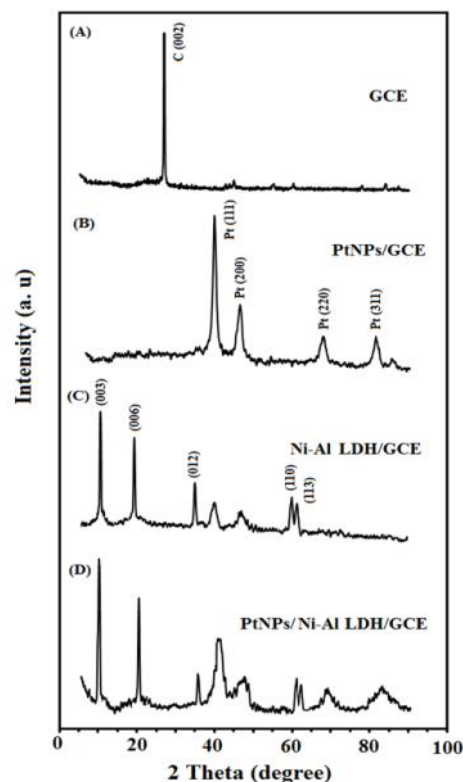 (A)
C (002)
GCE
(B)
Pt (111)
Pt (200)
Pt (220)
Pt (311)
PtNPs/GCE
(C)
(003)
(006)
(012)
(110)
(113)
Ni-Al LDH/GCE
(D)
PtNPs/ Ni-Al LDH/GCE
Intensity (a. u)
0 20 40 60 80 100
2 Theta (degree)